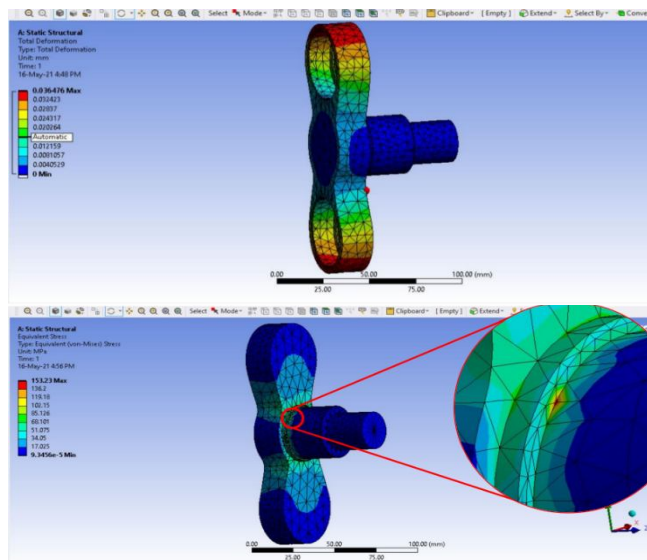 Select Mode Clipboard [ Empty ] Extend Select By Conve
A: Static Structural
Total Deformation
Type: Total Deformation
Unit: mm
Time: 1
16-May-21 4:48 PM
0.036476 Max
0.032423
0.02837
0.024317
0.020264
Automatic
0.012159
0.0081057
0.0040529
0 Min
0.00 50.00 100.00 (mm)
25.00 75.00
Select Mode Clipboard [ Empty ] Extend
A: Static Structural
Equivalent Stress
Type: Equivalent (von-Mises) Stress
Unit: MPa
Time: 1
16-May-21 4:56 PM
153.23 Max
136.2
119.18
102.15
85.126
68.101
51.075
34.05
17.025
9.3456e-5 Min
0.00 50.00 100.00 (mm)
25.00 75.00
X